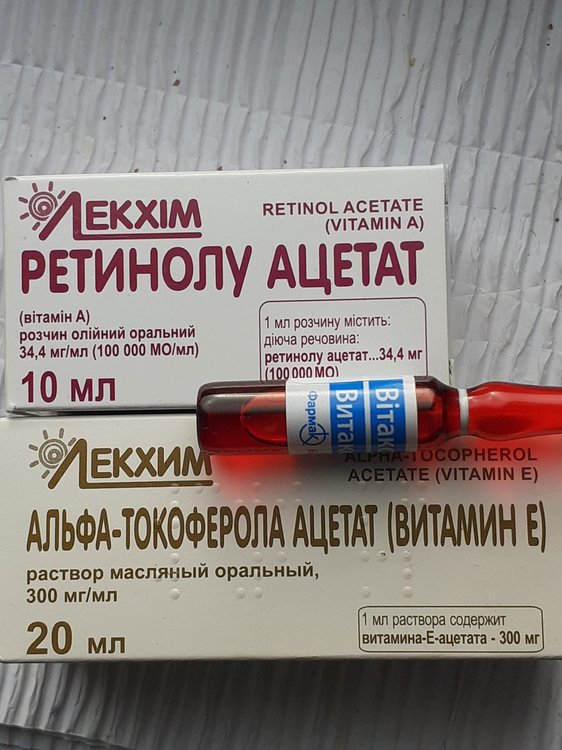 ЛЕКХІМ
RETINOL ACETATE
(VITAMIN A)
РЕТИНОЛУ АЦЕТАТ
(вітамін А)
розчин олійний оральний
34,4 мг/мл (100 000 МО/мл)
10 мл
1 мл розчину містить:
діюча речовина:
ретинолу ацетат...34,4 мг
(100 000 МО)
Віта
Вита
фармак
ЛЕКХИМ
ALPHA-TOCOPHEROL
ACETATE (VITAMIN E)
АЛЬФА-ТОКОФЕРОЛА АЦЕТАТ (ВИТАМИН Е)
раствор масляный оральный,
300 мг/мл
20 мл
1 мл раствора содержит
витамина-Е-ацетата - 300 мг